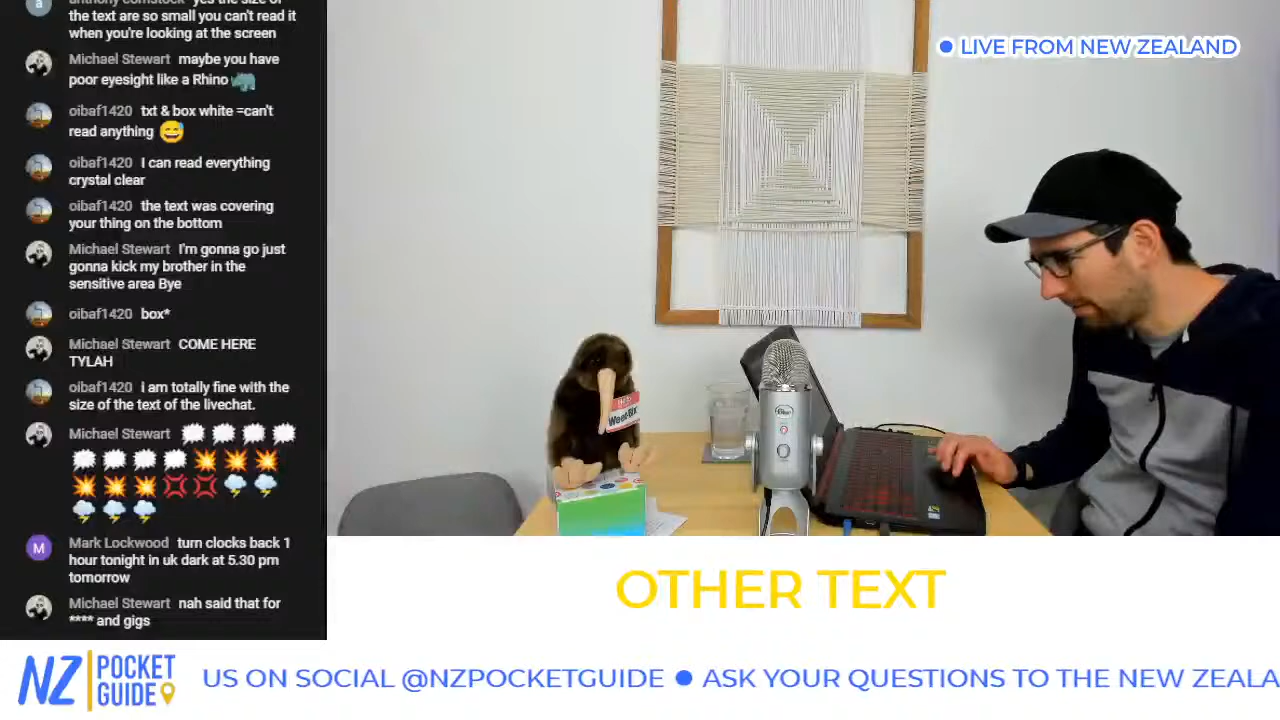 anthony comstock yes the size of
the text are so small you can't read it
when you're looking at the screen
Michael Stewart maybe you have
poor eyesight like a Rhino
oibaf1420 txt & box white =can't
read anything
oibaf1420 I can read everything
crystal clear
oibaf1420 the text was covering
your thing on the bottom
Michael Stewart I'm gonna go just
gonna kick my brother in the
sensitive area Bye
oibaf1420 box*
Michael Stewart COME HERE
TYLAH
oibaf1420 i am totally fine with the
size of the text of the livechat.
Michael Stewart
M
Mark Lockwood turn clocks back 1
hour tonight in uk dark at 5.30 pm
tomorrow
Michael Stewart nah said that for
**** and gigs
LIVE FROM NEW ZEALAND
Weet-Bix
OTHER TEXT
NZ POCKET
GUIDE
US ON SOCIAL @NZPOCKETGUIDE ● ASK YOUR QUESTIONS TO THE NEW ZEALA